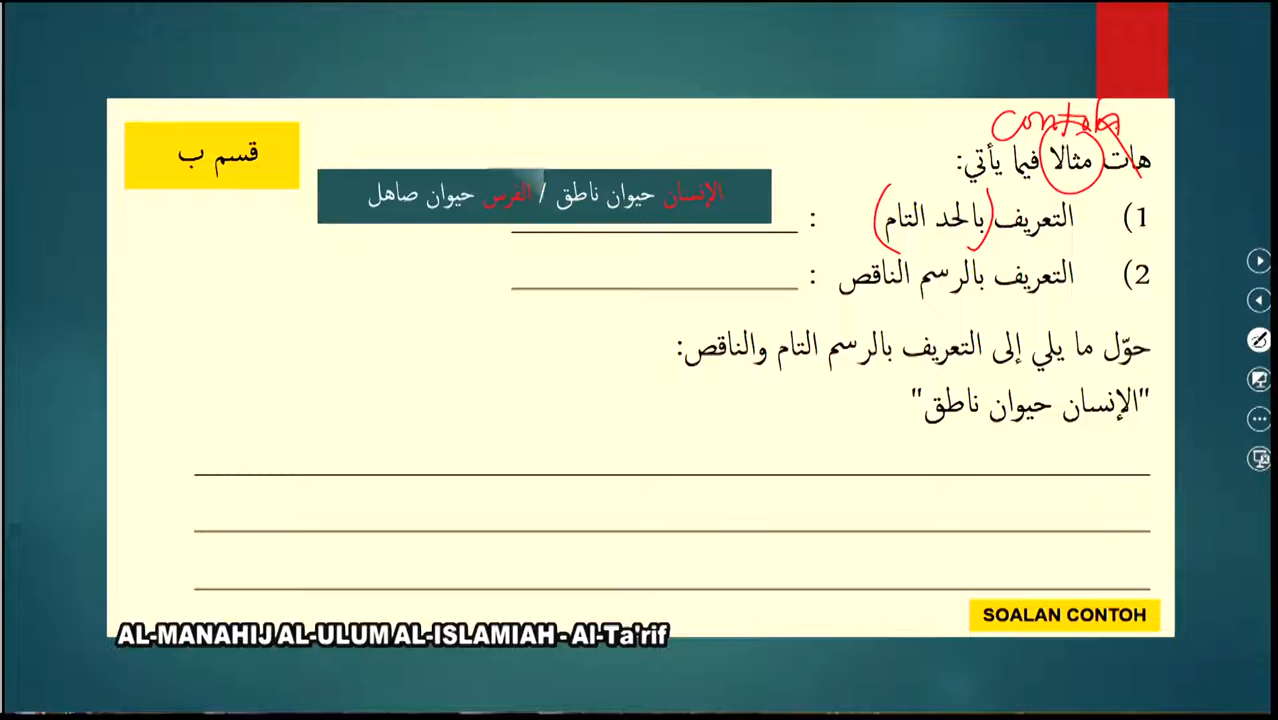 contoh
قسم ب
هات مثالا فيما يأتي:
الإنسان حيوان ناطق / الفرس حيوان صاهل
1) التعريف بالحد التام :
2) التعريف بالرسم الناقص :
حوّل ما يلي إلى التعريف بالرسم التام والناقص:
"الإنسان حيوان ناطق"
SOALAN CONTOH
AL-MANAHIJ AL-ULUM AL-ISLAMIAH - Al-Ta'rif